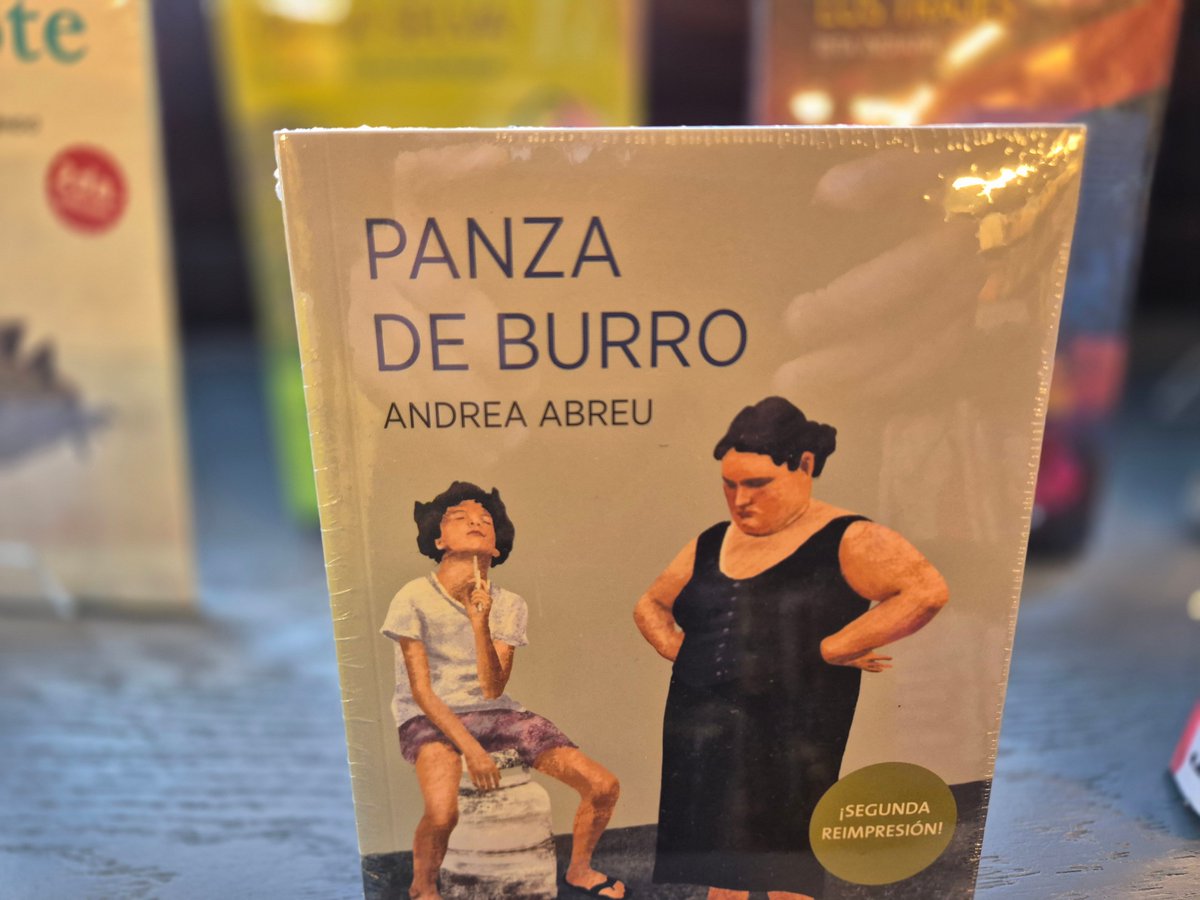 PANZA
DE BURRO
ANDREA ABREU
¡SEGUNDA
REIMPRESIÓN!